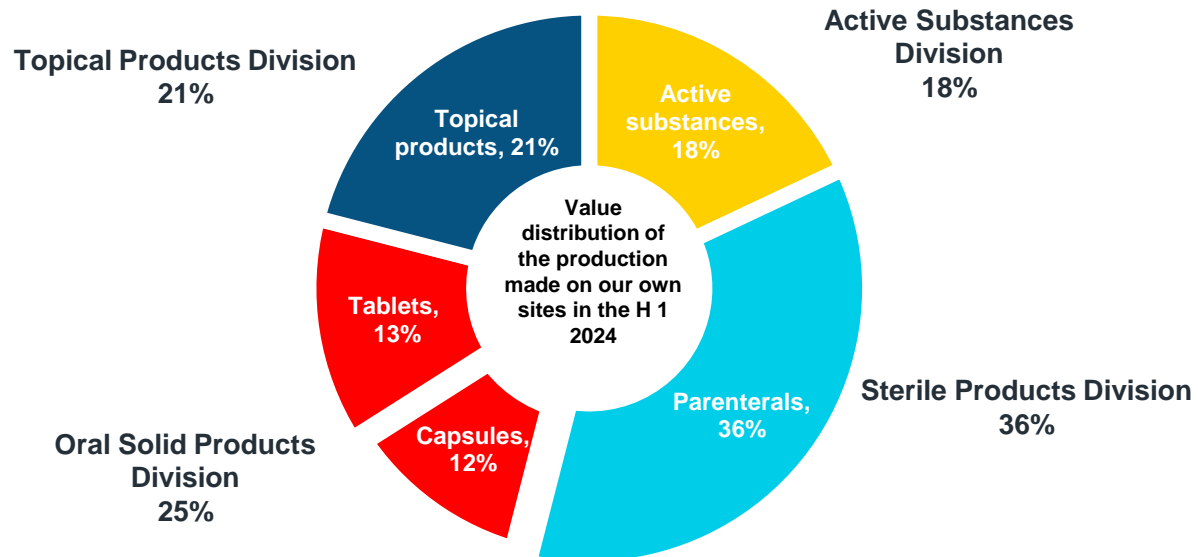 Topical Products Division
21%
Active Substances
Division
18%
Topical
products, 21%
Active
substances,
18%
Value
distribution of
the production
made on our own
sites in the H 1
2024
Tablets,
13%
Parenterals,
36%
Sterile Products Division
36%
Capsules,
12%
Oral Solid Products
Division
25%